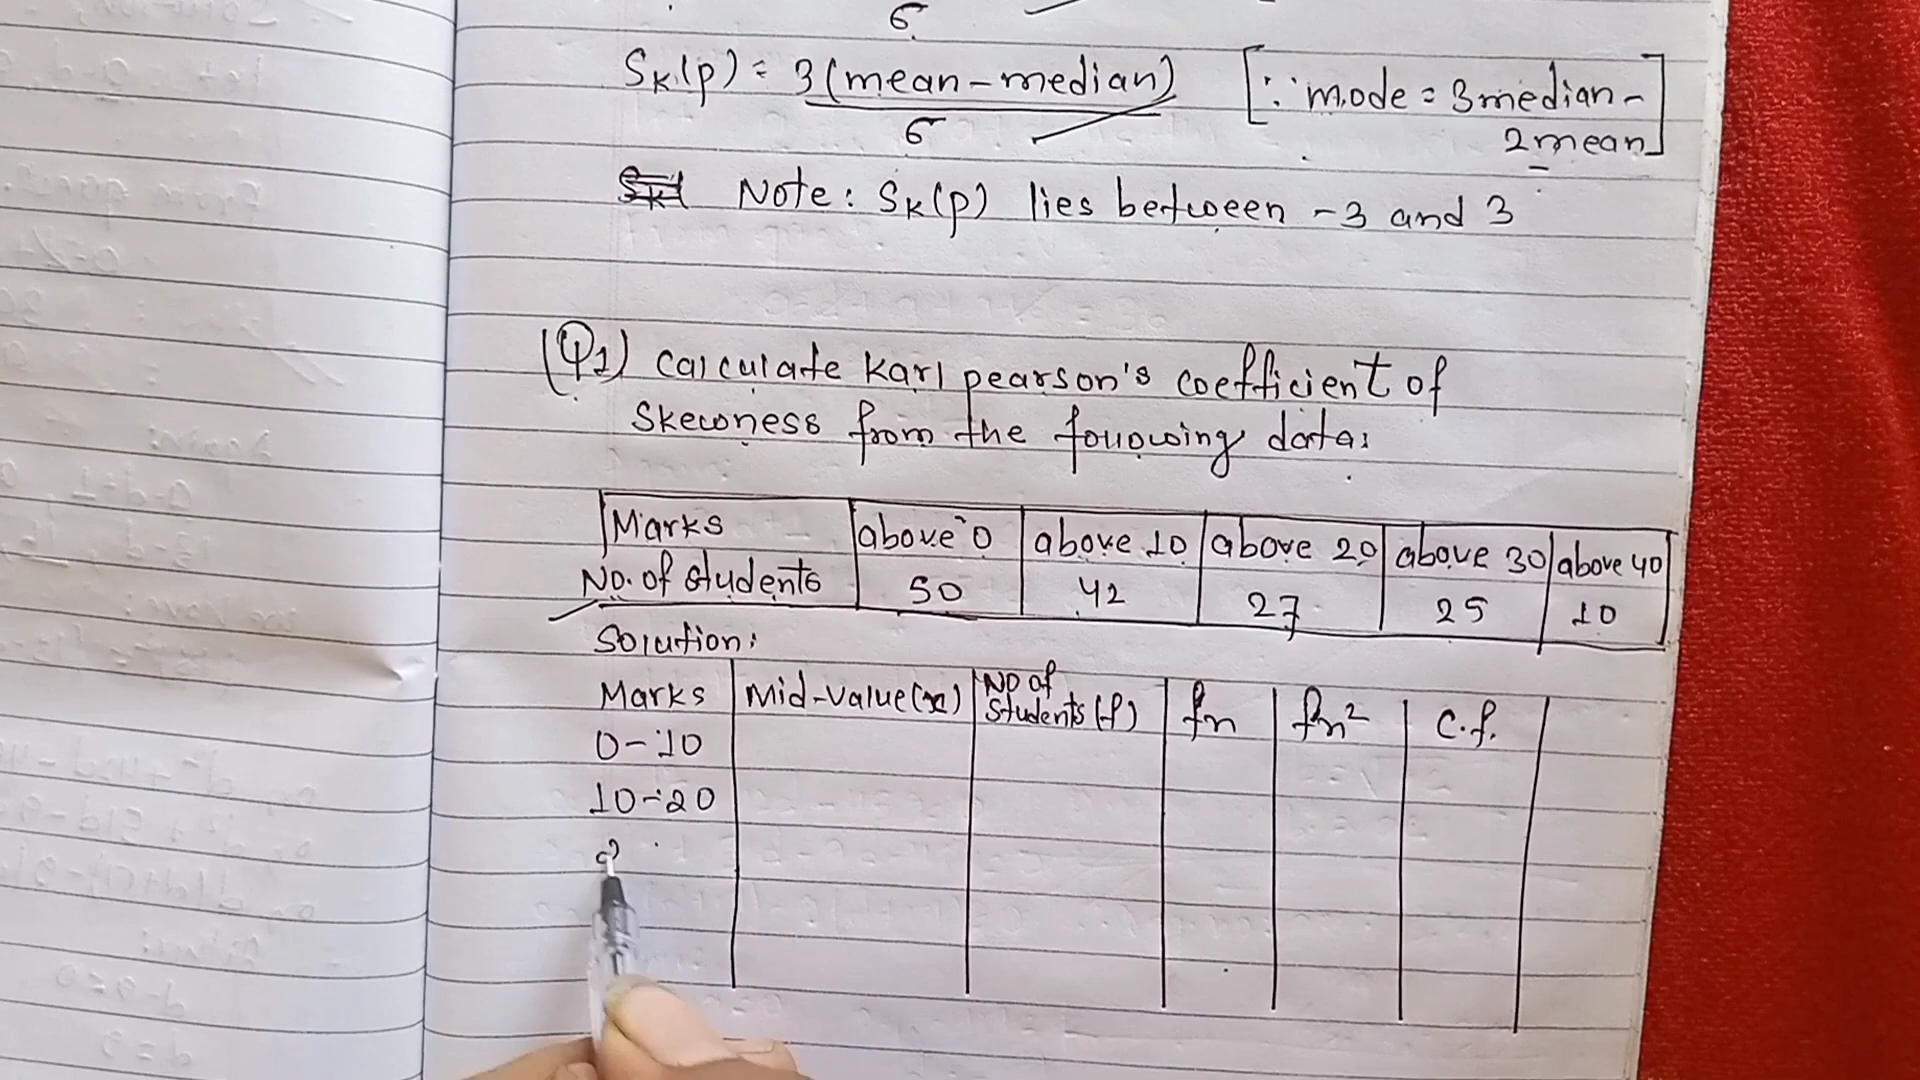 σ
Sk(p) = 3(mean-median) [∵ mode = 3median-
σ 2mean]
Note: Sk(p) lies between -3 and 3
(Q1) calculate Karl pearson's coefficient of
Skewness from the following data:
Marks above 0 above 10 above 20 above 30 above 40
No. of students 50 42 27 25 10
Solution:
Marks Mid-value(x) No of Students (f) fx fx² c.f.
0-10
10-20
2